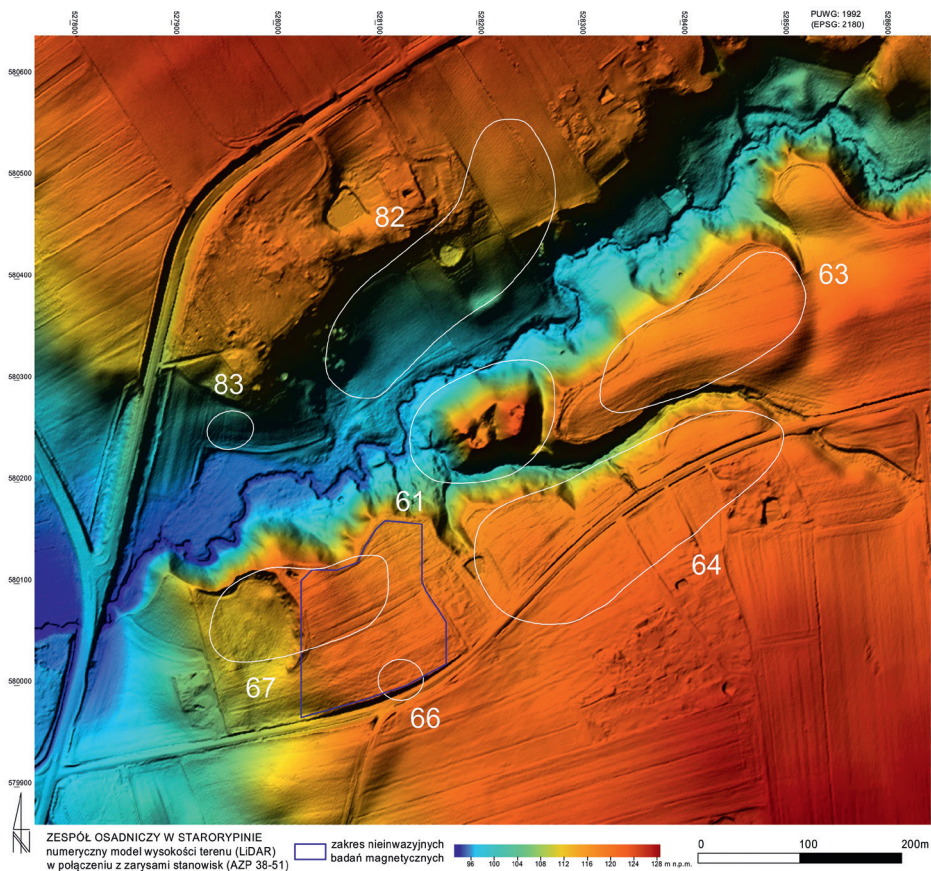 PUWG: 1992
(EPSG: 2180)
527800
527900
528000
528100
528200
528300
528400
528500
528600
580600
580500
580400
580300
580200
580100
580000
579900
82
63
83
61
64
67
66
N
ZESPÓŁ OSADNICZY W STARORYPINIE
numeryczny model wysokości terenu (LiDAR)
w połączeniu z zarysami stanowisk (AZP 38-51)
zakres nieinwazyjnych
badań magnetycznych
96 100 104 108 112 116 120 124 128 m n.p.m.
0 100 200m